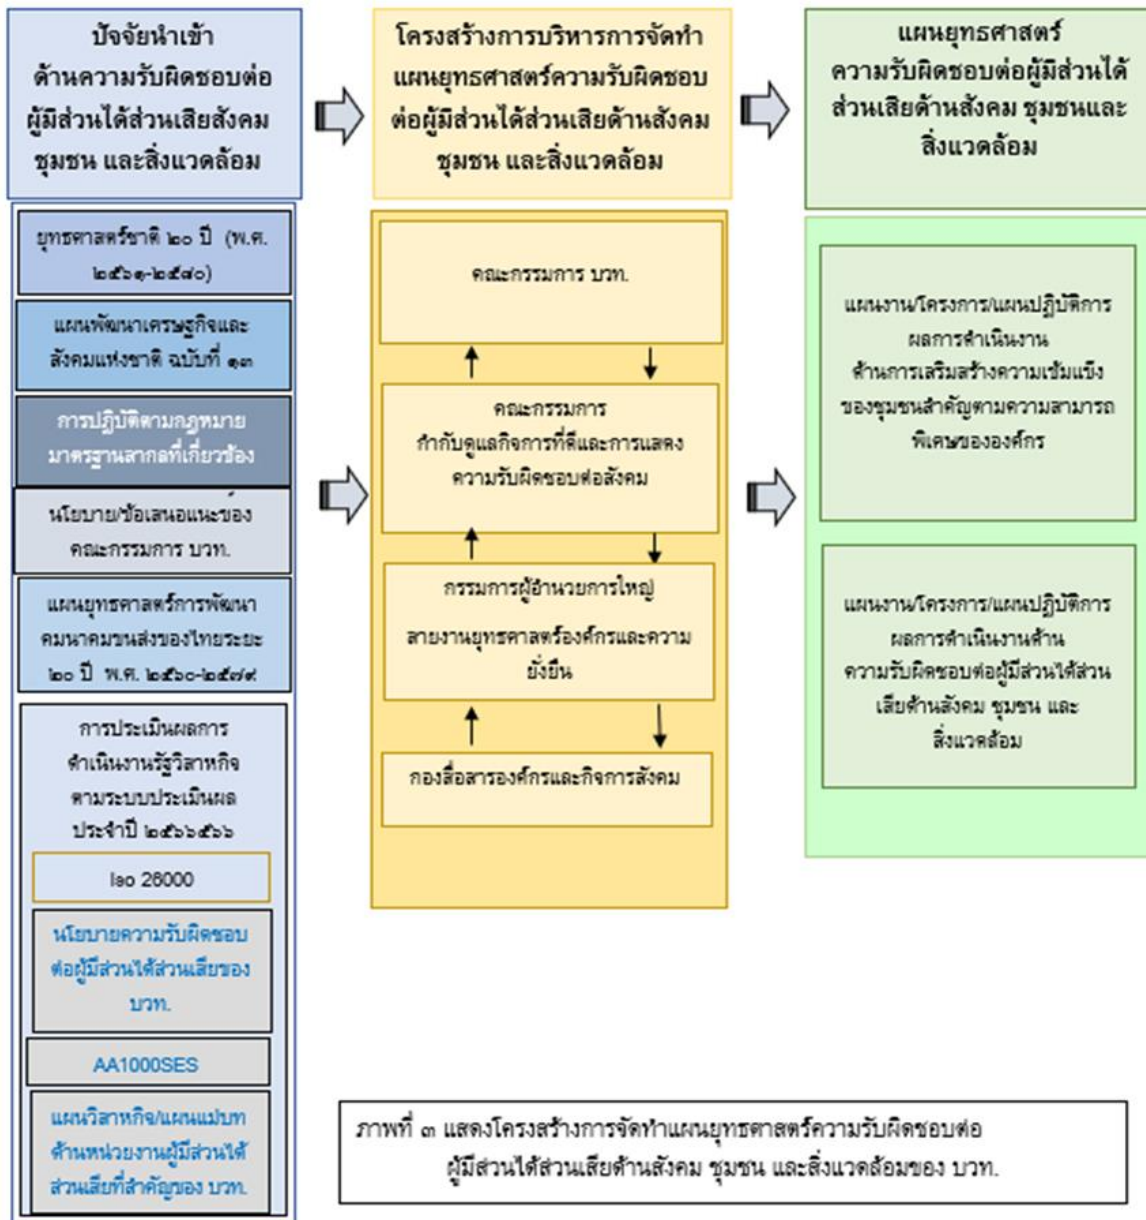 ปัจจัยนำเข้า
ด้านความรับผิดชอบต่อ
ผู้มีส่วนได้ส่วนเสียสังคม
ชุมชน และสิ่งแวดล้อม
โครงสร้างการบริหารการจัดทำ
แผนยุทธศาสตร์ความรับผิดชอบ
ต่อผู้มีส่วนได้ส่วนเสียด้านสังคม
ชุมชน และสิ่งแวดล้อม
แผนยุทธศาสตร์
ความรับผิดชอบต่อผู้มีส่วนได้
ส่วนเสียด้านสังคม ชุมชนและ
สิ่งแวดล้อม
ยุทธศาสตร์ชาติ ๒๐ ปี (พ.ศ.
๒๕๖๑-๒๕๘๐)
แผนพัฒนาเศรษฐกิจและ
สังคมแห่งชาติ ฉบับที่ ๑๓
การปฏิบัติตามกฎหมาย
มาตรฐานสากลที่เกี่ยวข้อง
นโยบาย/ข้อเสนอแนะของ
คณะกรรมการ บวท.
แผนยุทธศาสตร์การพัฒนา
คมนาคมขนส่งของไทยระยะ
๒๐ ปี พ.ศ. ๒๕๖๐-๒๕๗๙
การประเมินผลการ
ดำเนินงานรัฐวิสาหกิจ
ตามระบบประเมินผล
ประจำปี ๒๕๖๖๕๖๖
Iso 26000
นโยบายความรับผิดชอบ
ต่อผู้มีส่วนได้ส่วนเสียของ
บวท.
AA1000SES
แผนวิสาหกิจ/แผนแม่บท
ด้านหน่วยงานผู้มีส่วนได้
ส่วนเสียที่สำคัญของ บวท.
คณะกรรมการ บวท.
คณะกรรมการ
กำกับดูแลกิจการที่ดีและการแสดง
ความรับผิดชอบต่อสังคม
กรรมการผู้อำนวยการใหญ่
สายงานยุทธศาสตร์องค์กรและความ
ยั่งยืน
กองสื่อสารองค์กรและกิจการสังคม
แผนงาน/โครงการ/แผนปฏิบัติการ
ผลการดำเนินงาน
ด้านการเสริมสร้างความเข้มแข็ง
ของชุมชนสำคัญตามความสามารถ
พิเศษขององค์กร
แผนงาน/โครงการ/แผนปฏิบัติการ
ผลการดำเนินงานด้าน
ความรับผิดชอบต่อผู้มีส่วนได้ส่วน
เสียด้านสังคม ชุมชน และ
สิ่งแวดล้อม
ภาพที่ ๓ แสดงโครงสร้างการจัดทำแผนยุทธศาสตร์ความรับผิดชอบต่อ
ผู้มีส่วนได้ส่วนเสียด้านสังคม ชุมชน และสิ่งแวดล้อมของ บวท.